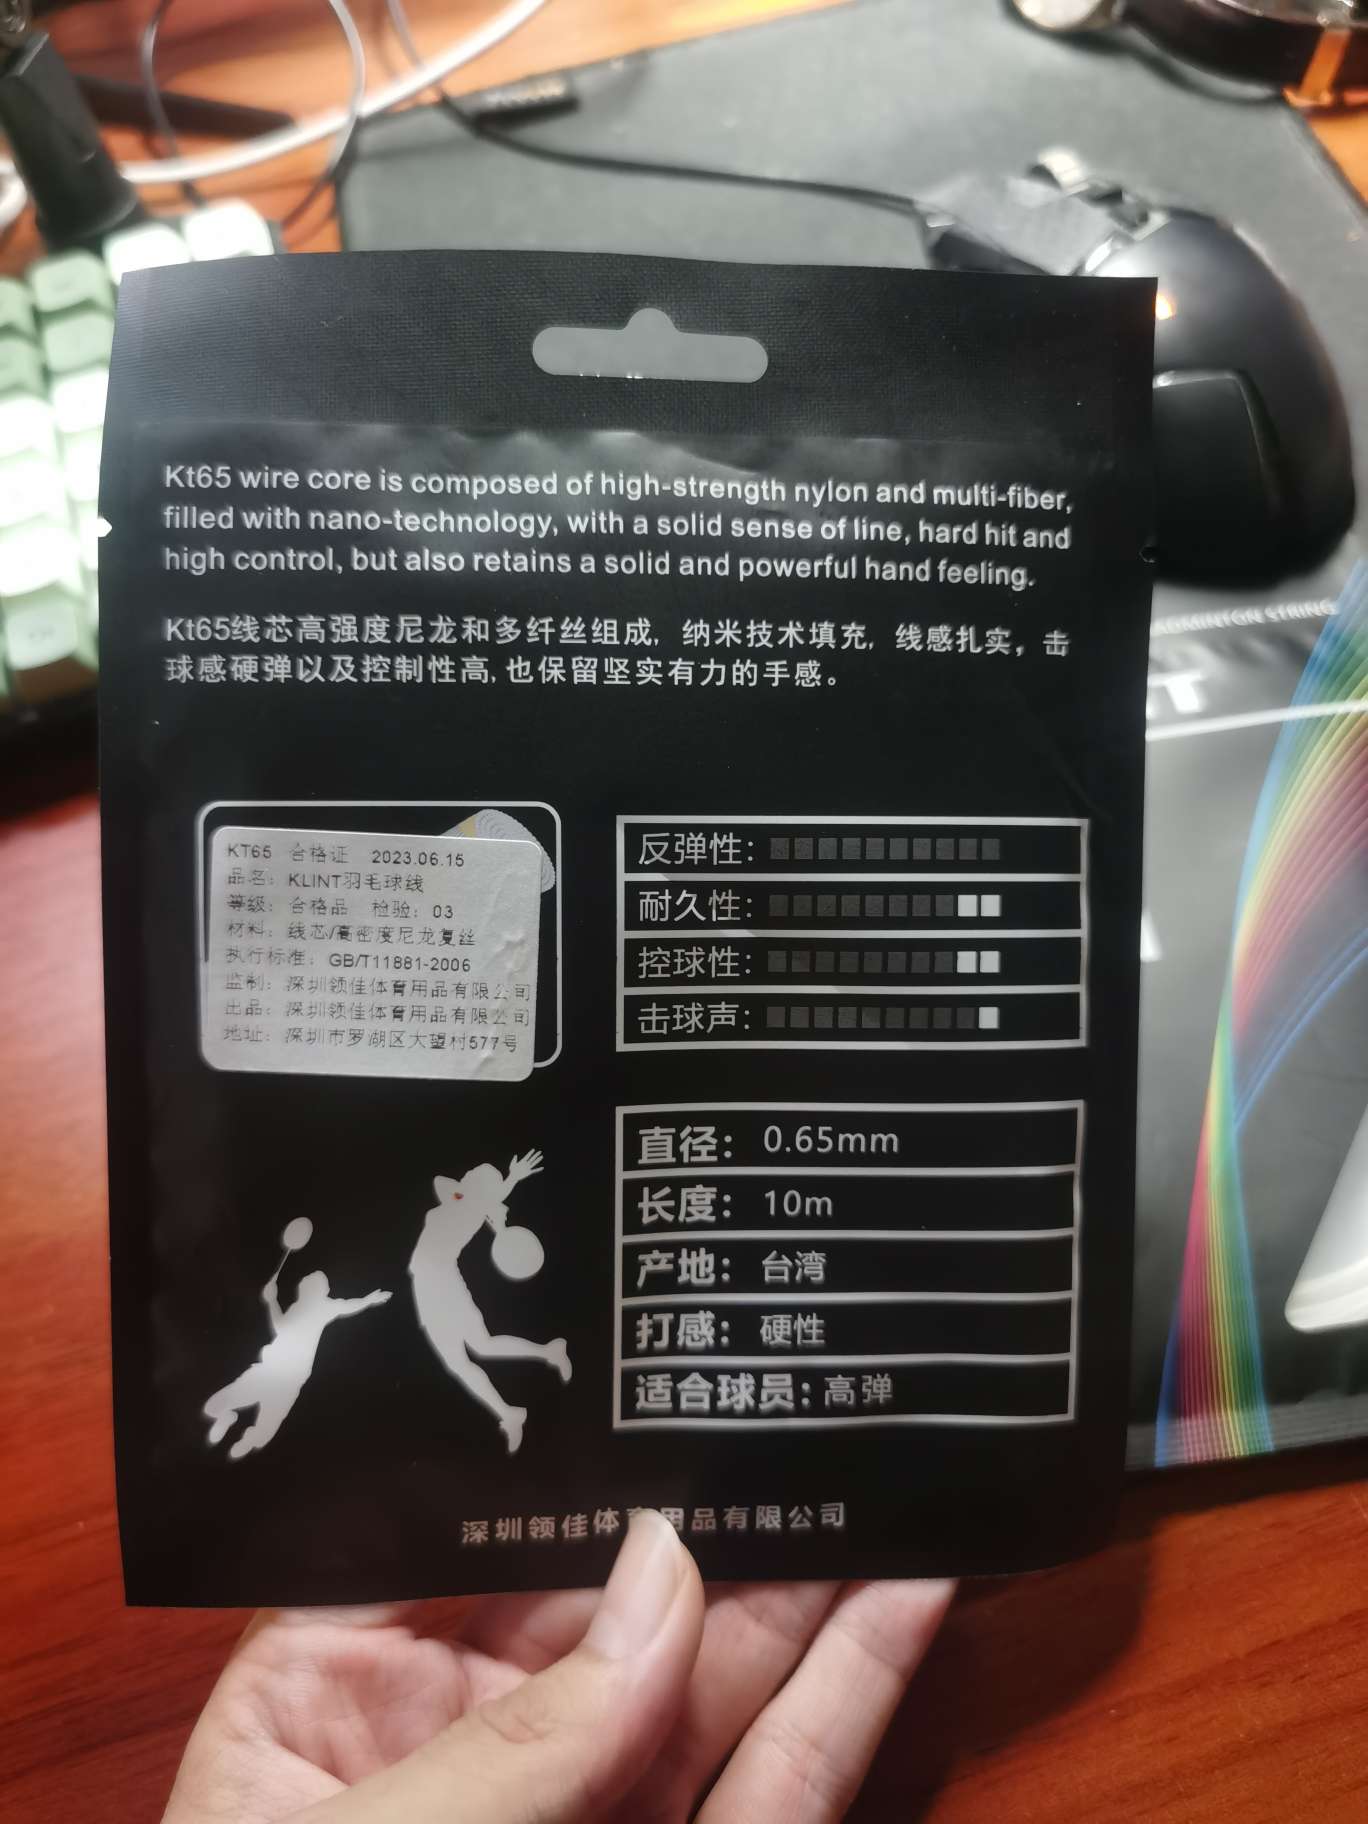 Kt65 wire core is composed of high-strength nylon and multi-fiber,
filled with nano-technology, with a solid sense of line, hard hit and
high control, but also retains a solid and powerful hand feeling.
Kt65线芯高强度尼龙和多纤丝组成, 纳米技术填充, 线感扎实，击
球感硬弹以及控制性高, 也保留坚实有力的手感。
KT65 合格证 2023.06.15
品名: KLINT羽毛球线
等级: 合格品 检验: 03
材料: 线芯/高密度尼龙复丝
执行标准: GB/T11881-2006
监制: 深圳领佳体育用品有限公司
出品: 深圳领佳体育用品有限公司
地址: 深圳市罗湖区大望村577号
反弹性:
耐久性:
控球性:
击球声:
直径: 0.65mm
长度: 10m
产地: 台湾
打感: 硬性
适合球员: 高弹
深圳领佳体育用品有限公司
BADMINTON STRING